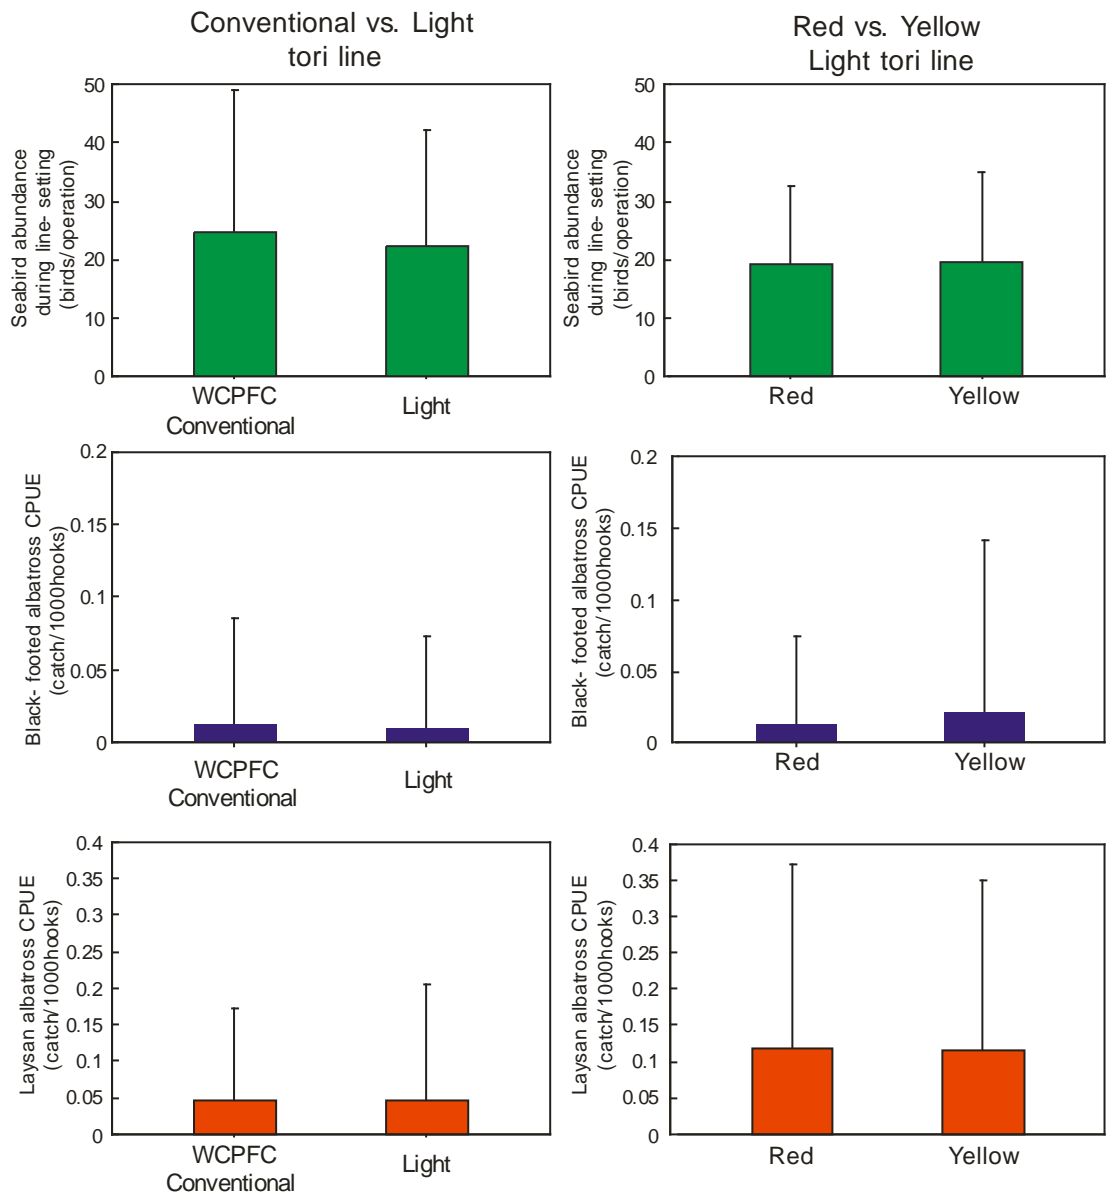 Conventional vs. Light
tori line
Red vs. Yellow
Light tori line
Seabird abundance
during line- setting
(birds/operation)
50
40
30
20
10
0
WCPFC
Conventional
Light
Seabird abundance
during line- setting
(birds/operation)
50
40
30
20
10
0
Red
Yellow
Black- footed albatross CPUE
(catch/1000hooks)
0.2
0.15
0.1
0.05
0
WCPFC
Conventional
Light
Black- footed albatross CPUE
(catch/1000hooks)
0.2
0.15
0.1
0.05
0
Red
Yellow
Laysan albatross CPUE
(catch/1000hooks)
0.4
0.35
0.3
0.25
0.2
0.15
0.1
0.05
0
WCPFC
Conventional
Light
Laysan albatross CPUE
(catch/1000hooks)
0.4
0.35
0.3
0.25
0.2
0.15
0.1
0.05
0
Red
Yellow